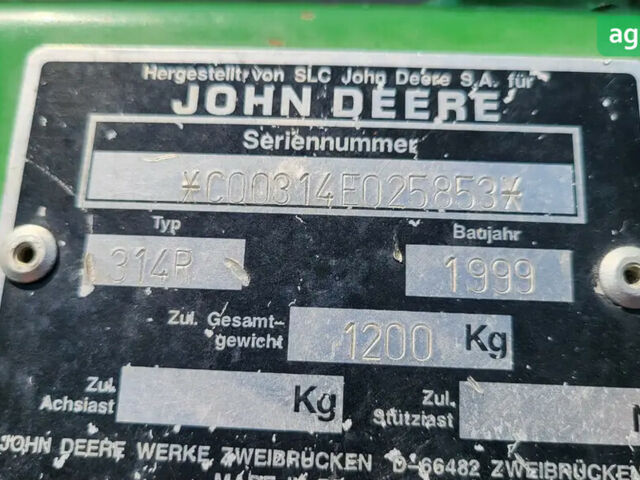 ag
Hergestellt von SLC John Deere S.A. für
JOHN DEERE
Seriennummer
*C00314E025853*
Typ
Baujahr
314R
1999
Zul. Gesamt-
gewicht
1200 Kg
Zul.
Achslast
Kg
Zul.
Stützlast
JOHN DEERE WERKE ZWEIBRÜCKEN D-66482 ZWEIBRÜCKEN